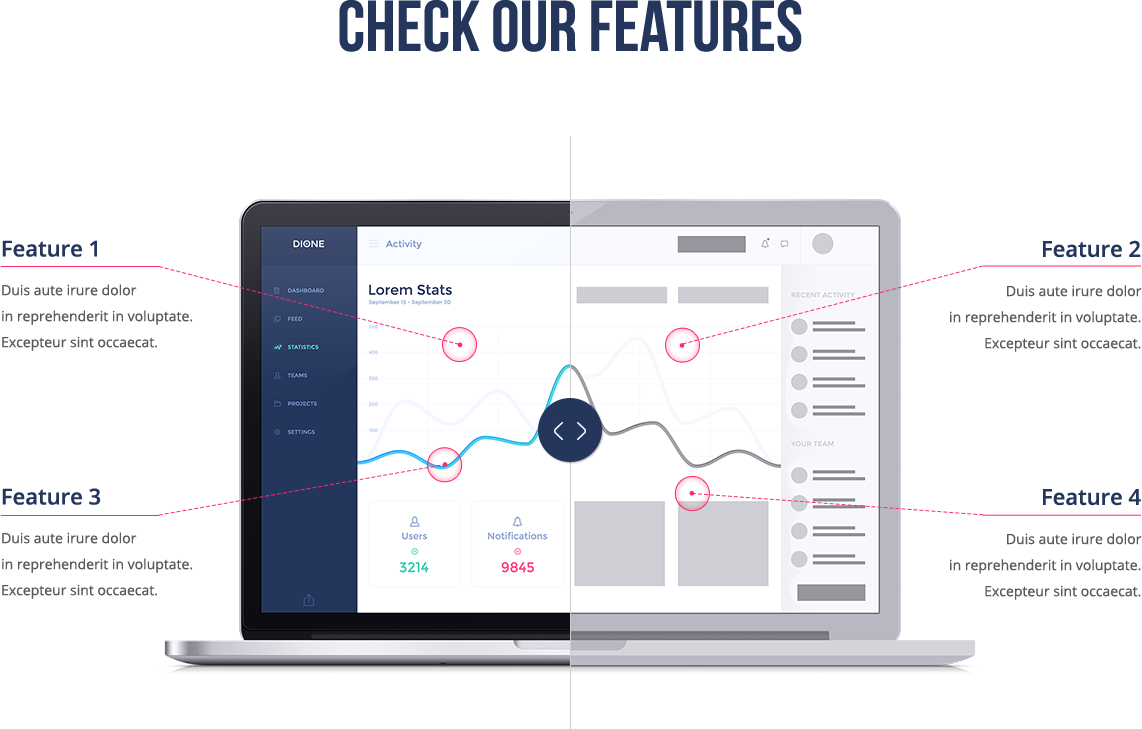 CHECK OUR FEATURES
Feature 1
Duis aute irure dolor
in reprehenderit in voluptate.
Excepteur sint occaecat.
Feature 3
Duis aute irure dolor
in reprehenderit in voluptate.
Excepteur sint occaecat.
DIONE
DASHBOARD
FEED
STATISTICS
TEAMS
PROJECTS
SETTINGS
Activity
Lorem Stats
September 15 - September 30
500
400
300
200
100
Users
3214
Notifications
9845
RECENT ACTIVITY
YOUR TEAM
Feature 2
Duis aute irure dolor
in reprehenderit in voluptate.
Excepteur sint occaecat.
Feature 4
Duis aute irure dolor
in reprehenderit in voluptate.
Excepteur sint occaecat.